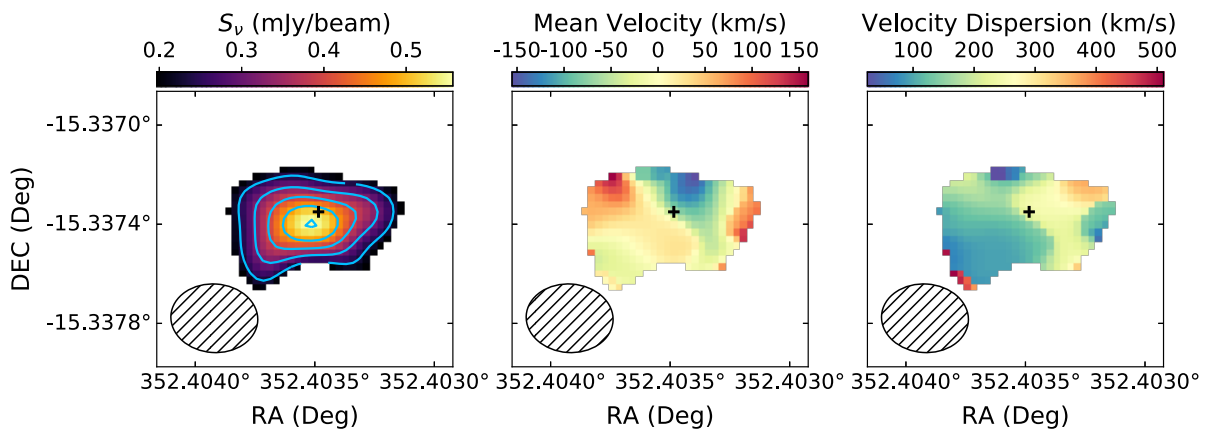 S_ν (mJy/beam)
0.2 0.3 0.4 0.5
Mean Velocity (km/s)
-150 -100 -50 0 50 100 150
Velocity Dispersion (km/s)
100 200 300 400 500
DEC (Deg)
-15.3370°
-15.3374°
-15.3378°
352.4040° 352.4035° 352.4030°
352.4040° 352.4035° 352.4030°
352.4040° 352.4035° 352.4030°
RA (Deg)
RA (Deg)
RA (Deg)